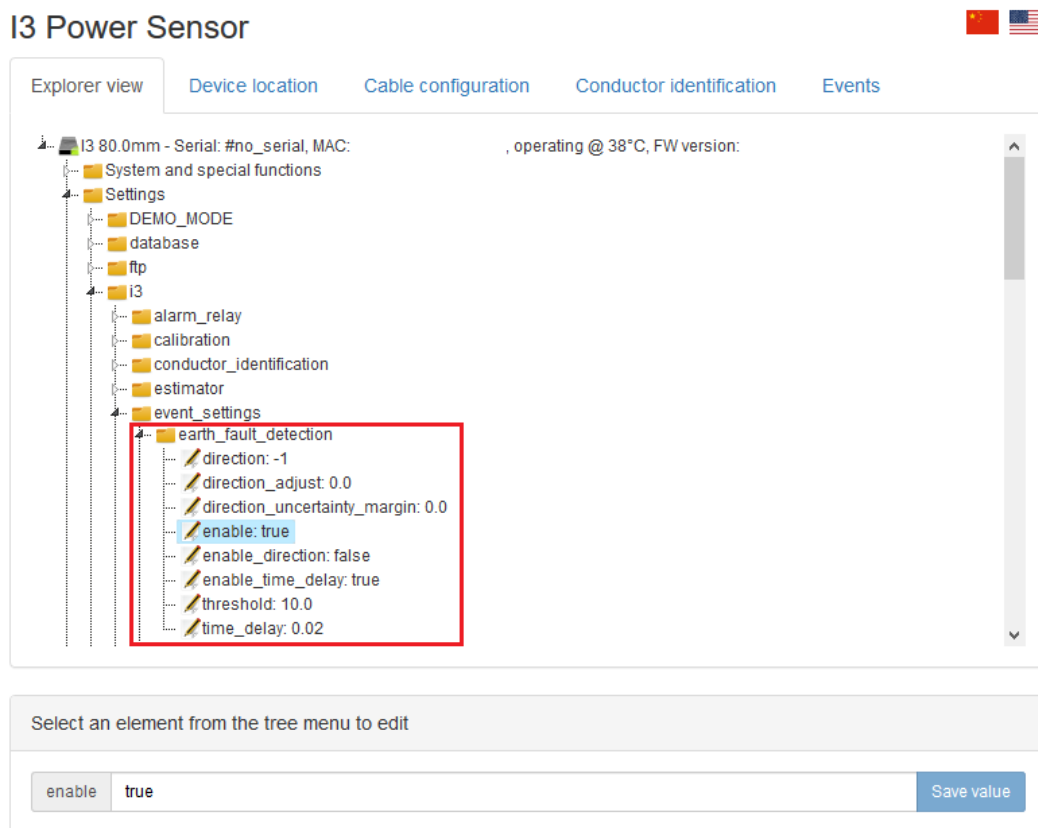 I3 Power Sensor
Explorer view Device location Cable configuration Conductor identification Events
I3 80.0mm - Serial: #no_serial, MAC: , operating @ 38°C, FW version:
System and special functions
Settings
DEMO_MODE
database
ftp
i3
alarm_relay
calibration
conductor_identification
estimator
event_settings
earth_fault_detection
direction: -1
direction_adjust: 0.0
direction_uncertainty_margin: 0.0
enable: true
enable_direction: false
enable_time_delay: true
threshold: 10.0
time_delay: 0.02
Select an element from the tree menu to edit
enable true Save value